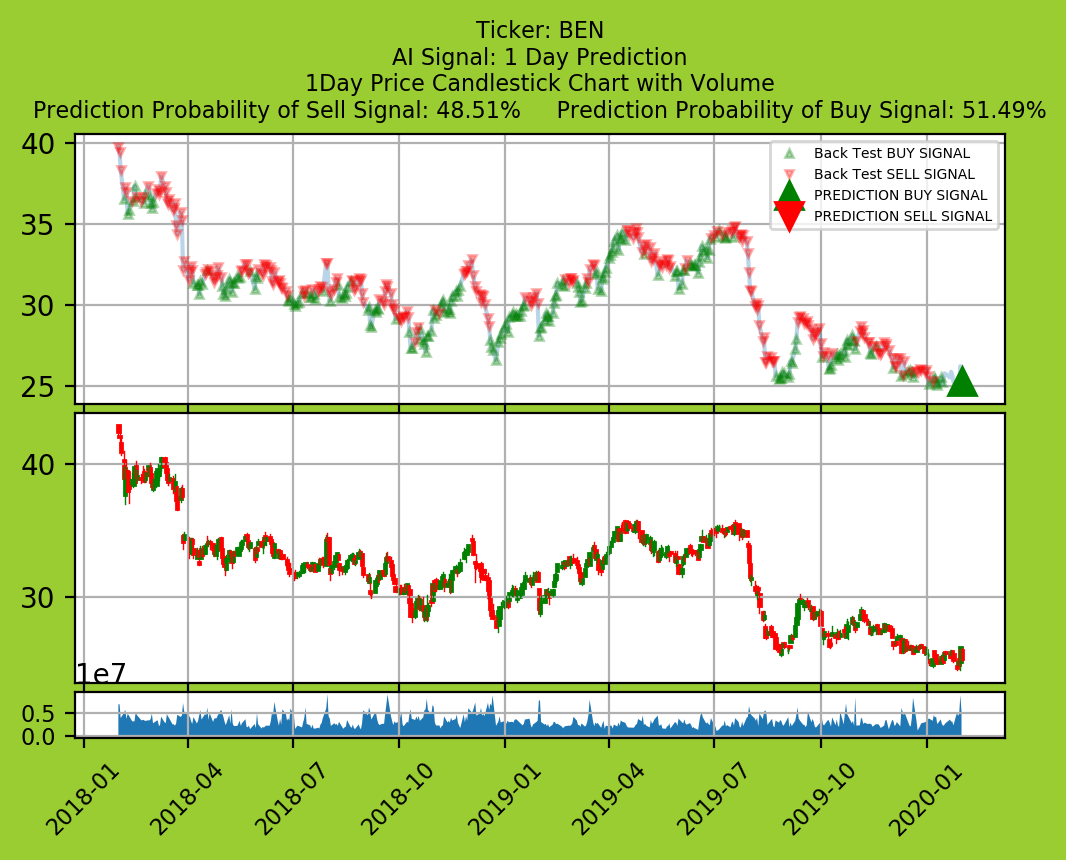 Ticker: BEN
AI Signal: 1 Day Prediction
1Day Price Candlestick Chart with Volume
Prediction Probability of Sell Signal: 48.51%     Prediction Probability of Buy Signal: 51.49%
Back Test BUY SIGNAL
Back Test SELL SIGNAL
PREDICTION BUY SIGNAL
PREDICTION SELL SIGNAL
40
35
30
25
40
30
1e7
0.5
0.0
2018-01
2018-04
2018-07
2018-10
2019-01
2019-04
2019-07
2019-10
2020-01